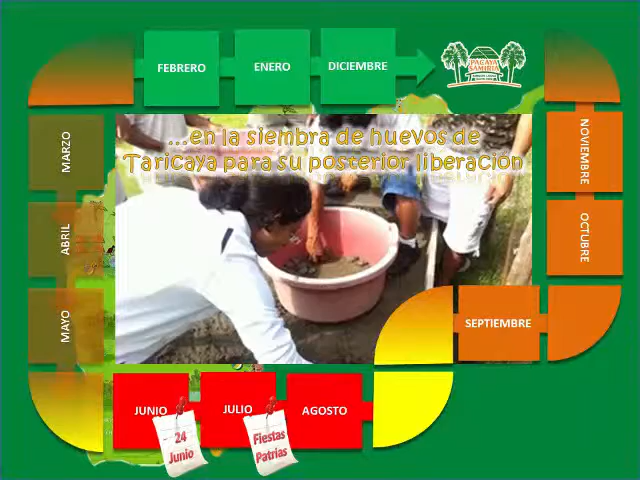 FEBRERO
ENERO
DICIEMBRE
PACAYA
SAMIRIA
...en la siembra de huevos de
Taricaya para su posterior liberación
MARZO
ABRIL
MAYO
NOVIEMBRE
OCTUBRE
SEPTIEMBRE
JUNIO
JULIO
AGOSTO
24
Junio
Fiestas
Patrias